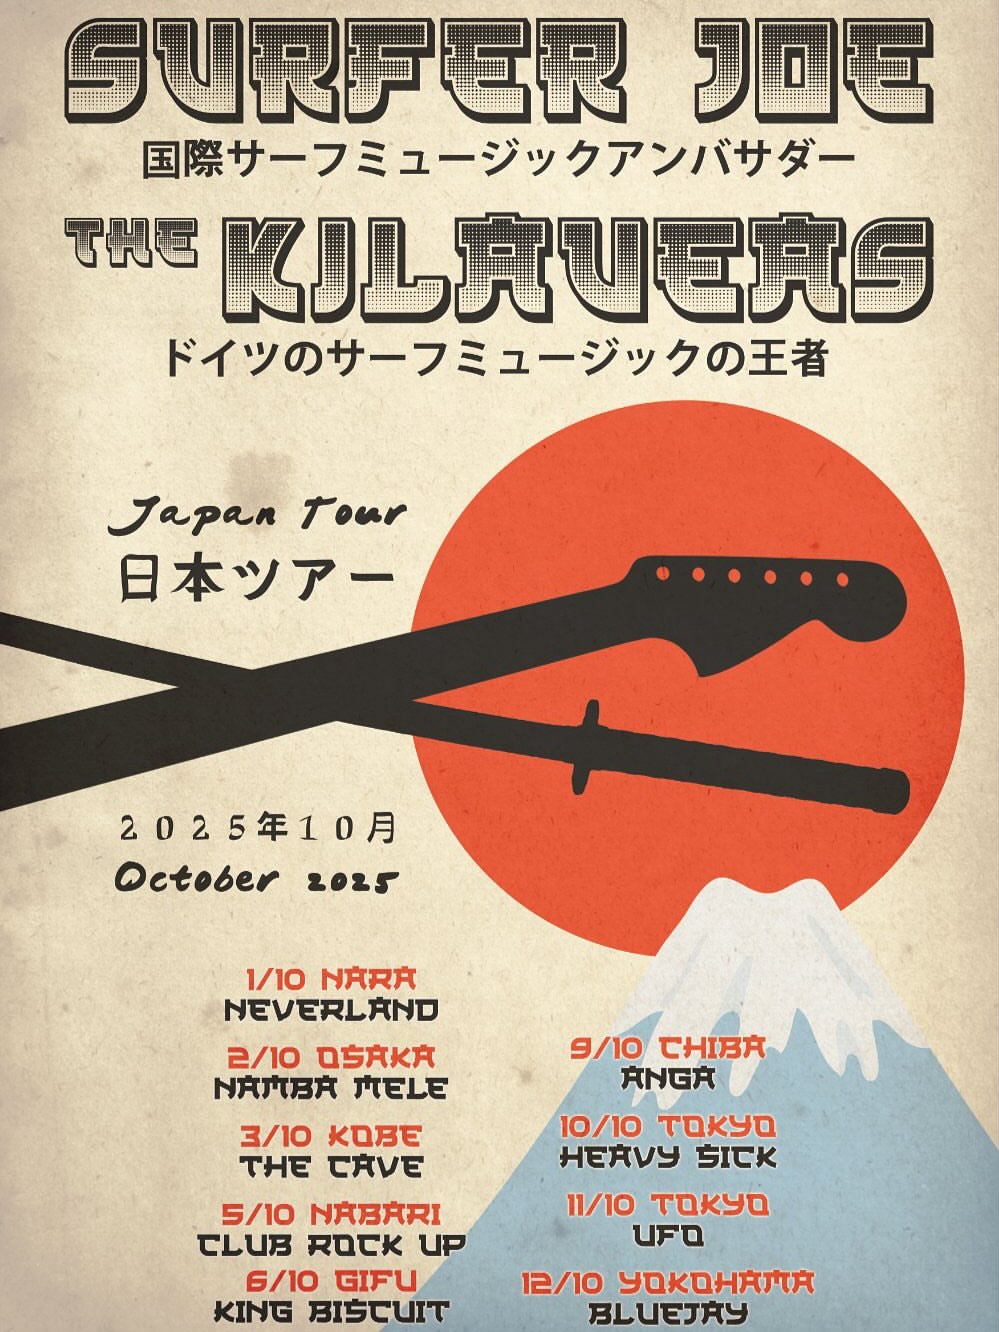 SURFER JOE
国際サーフミュージックアンバサダー
THE KILAUEAS
ドイツのサーフミュージックの王者
Japan Tour
日本ツアー
2025年10月
October 2025
1/10 NARA
NEVERLAND
2/10 OSAKA
NAMBA MELE
3/10 KOBE
THE CAVE
5/10 NABARI
CLUB ROCK UP
6/10 GIFU
KING BISCUIT
9/10 CHIBA
ANGA
10/10 TOKYO
HEAVY SICK
11/10 TOKYO
UFO
12/10 YOKOHAMA
BLUEJAY